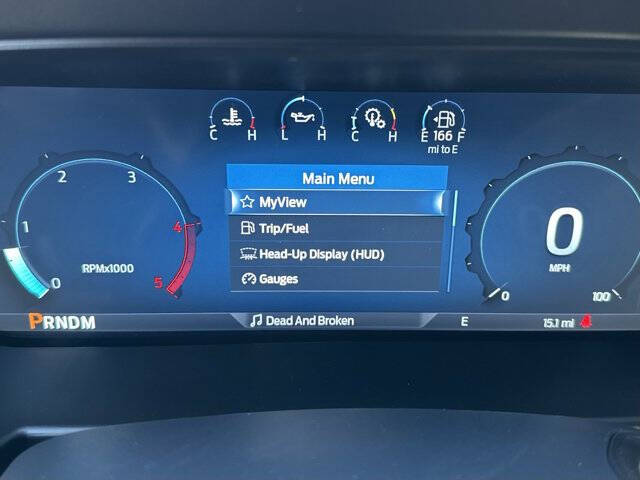 C H L H C H E 166 F
mi to E
Main Menu
MyView
Trip/Fuel
Head-Up Display (HUD)
Gauges
0 1 2 3 4 5
RPMx1000
0
MPH
0 100
PRNDM
Dead And Broken
E
15.1 mi